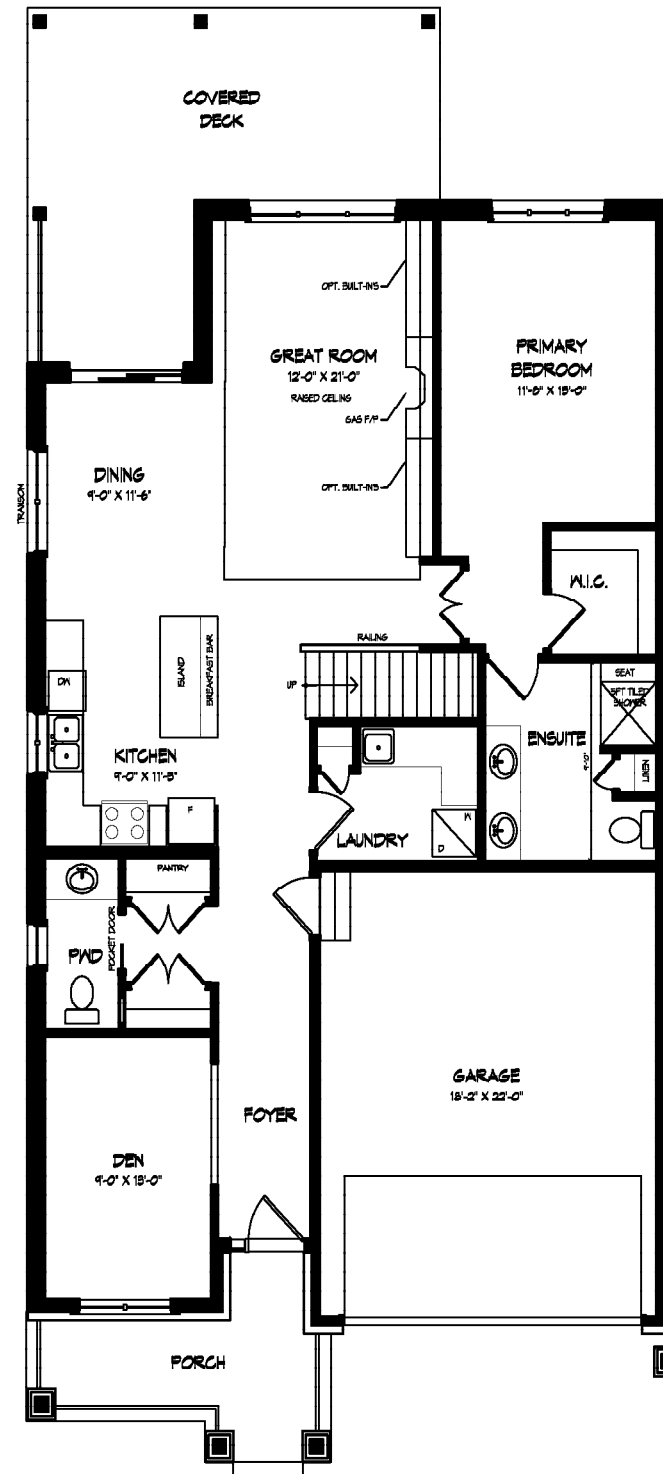 COVERED
DECK
OPT. BUILT-INS
GREAT ROOM
12'-0" X 21'-0"
RAISED CEILING
GAS F/P
OPT. BUILT-INS
PRIMARY
BEDROOM
11'-8" X 15'-0"
TRANSOM
DINING
9'-0" X 11'-6"
W.I.C.
RAILING
ISLAND
BREAKFAST BAR
DW
UP
SEAT
5FT TILED
SHOWER
ENSUITE
9'-0"
LINEN
KITCHEN
9'-0" X 11'-5"
F
LAUNDRY
W
D
PANTRY
POCKET DOOR
PWD
GARAGE
18'-2" X 22'-0"
FOYER
DEN
9'-0" X 13'-0"
PORCH